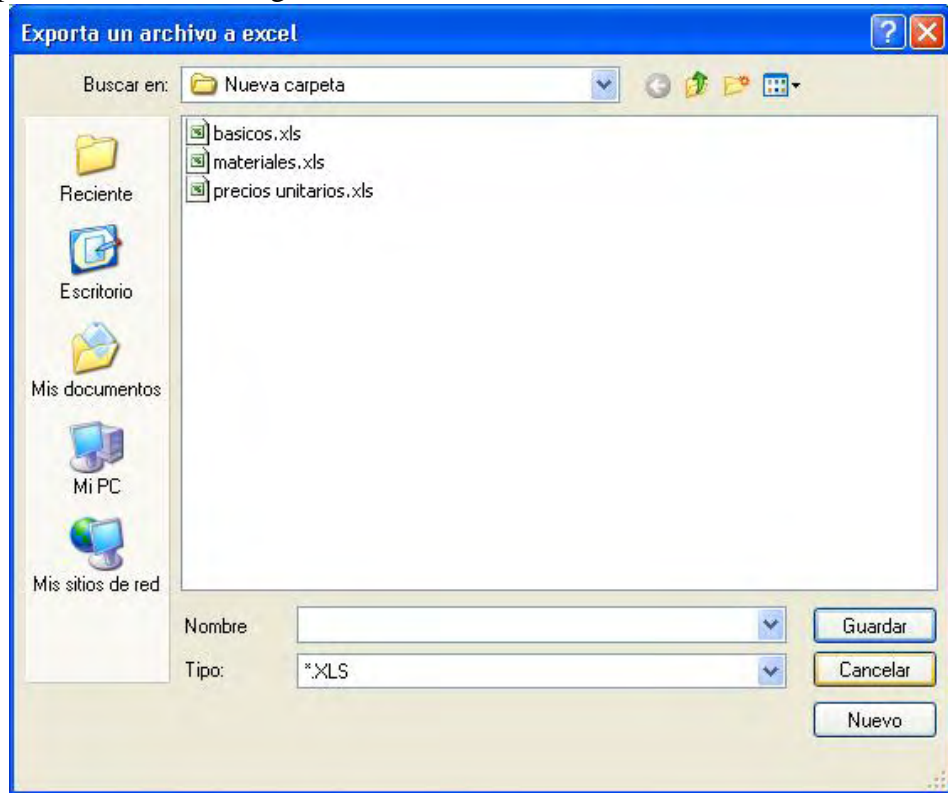 Exporta un archivo a excel
Buscar en: Nueva carpeta
basicos.xls
materiales.xls
precios unitarios.xls
Reciente
Escritorio
Mis documentos
Mi PC
Mis sitios de red
Nombre Guardar
Tipo: *.XLS Cancelar
Nuevo